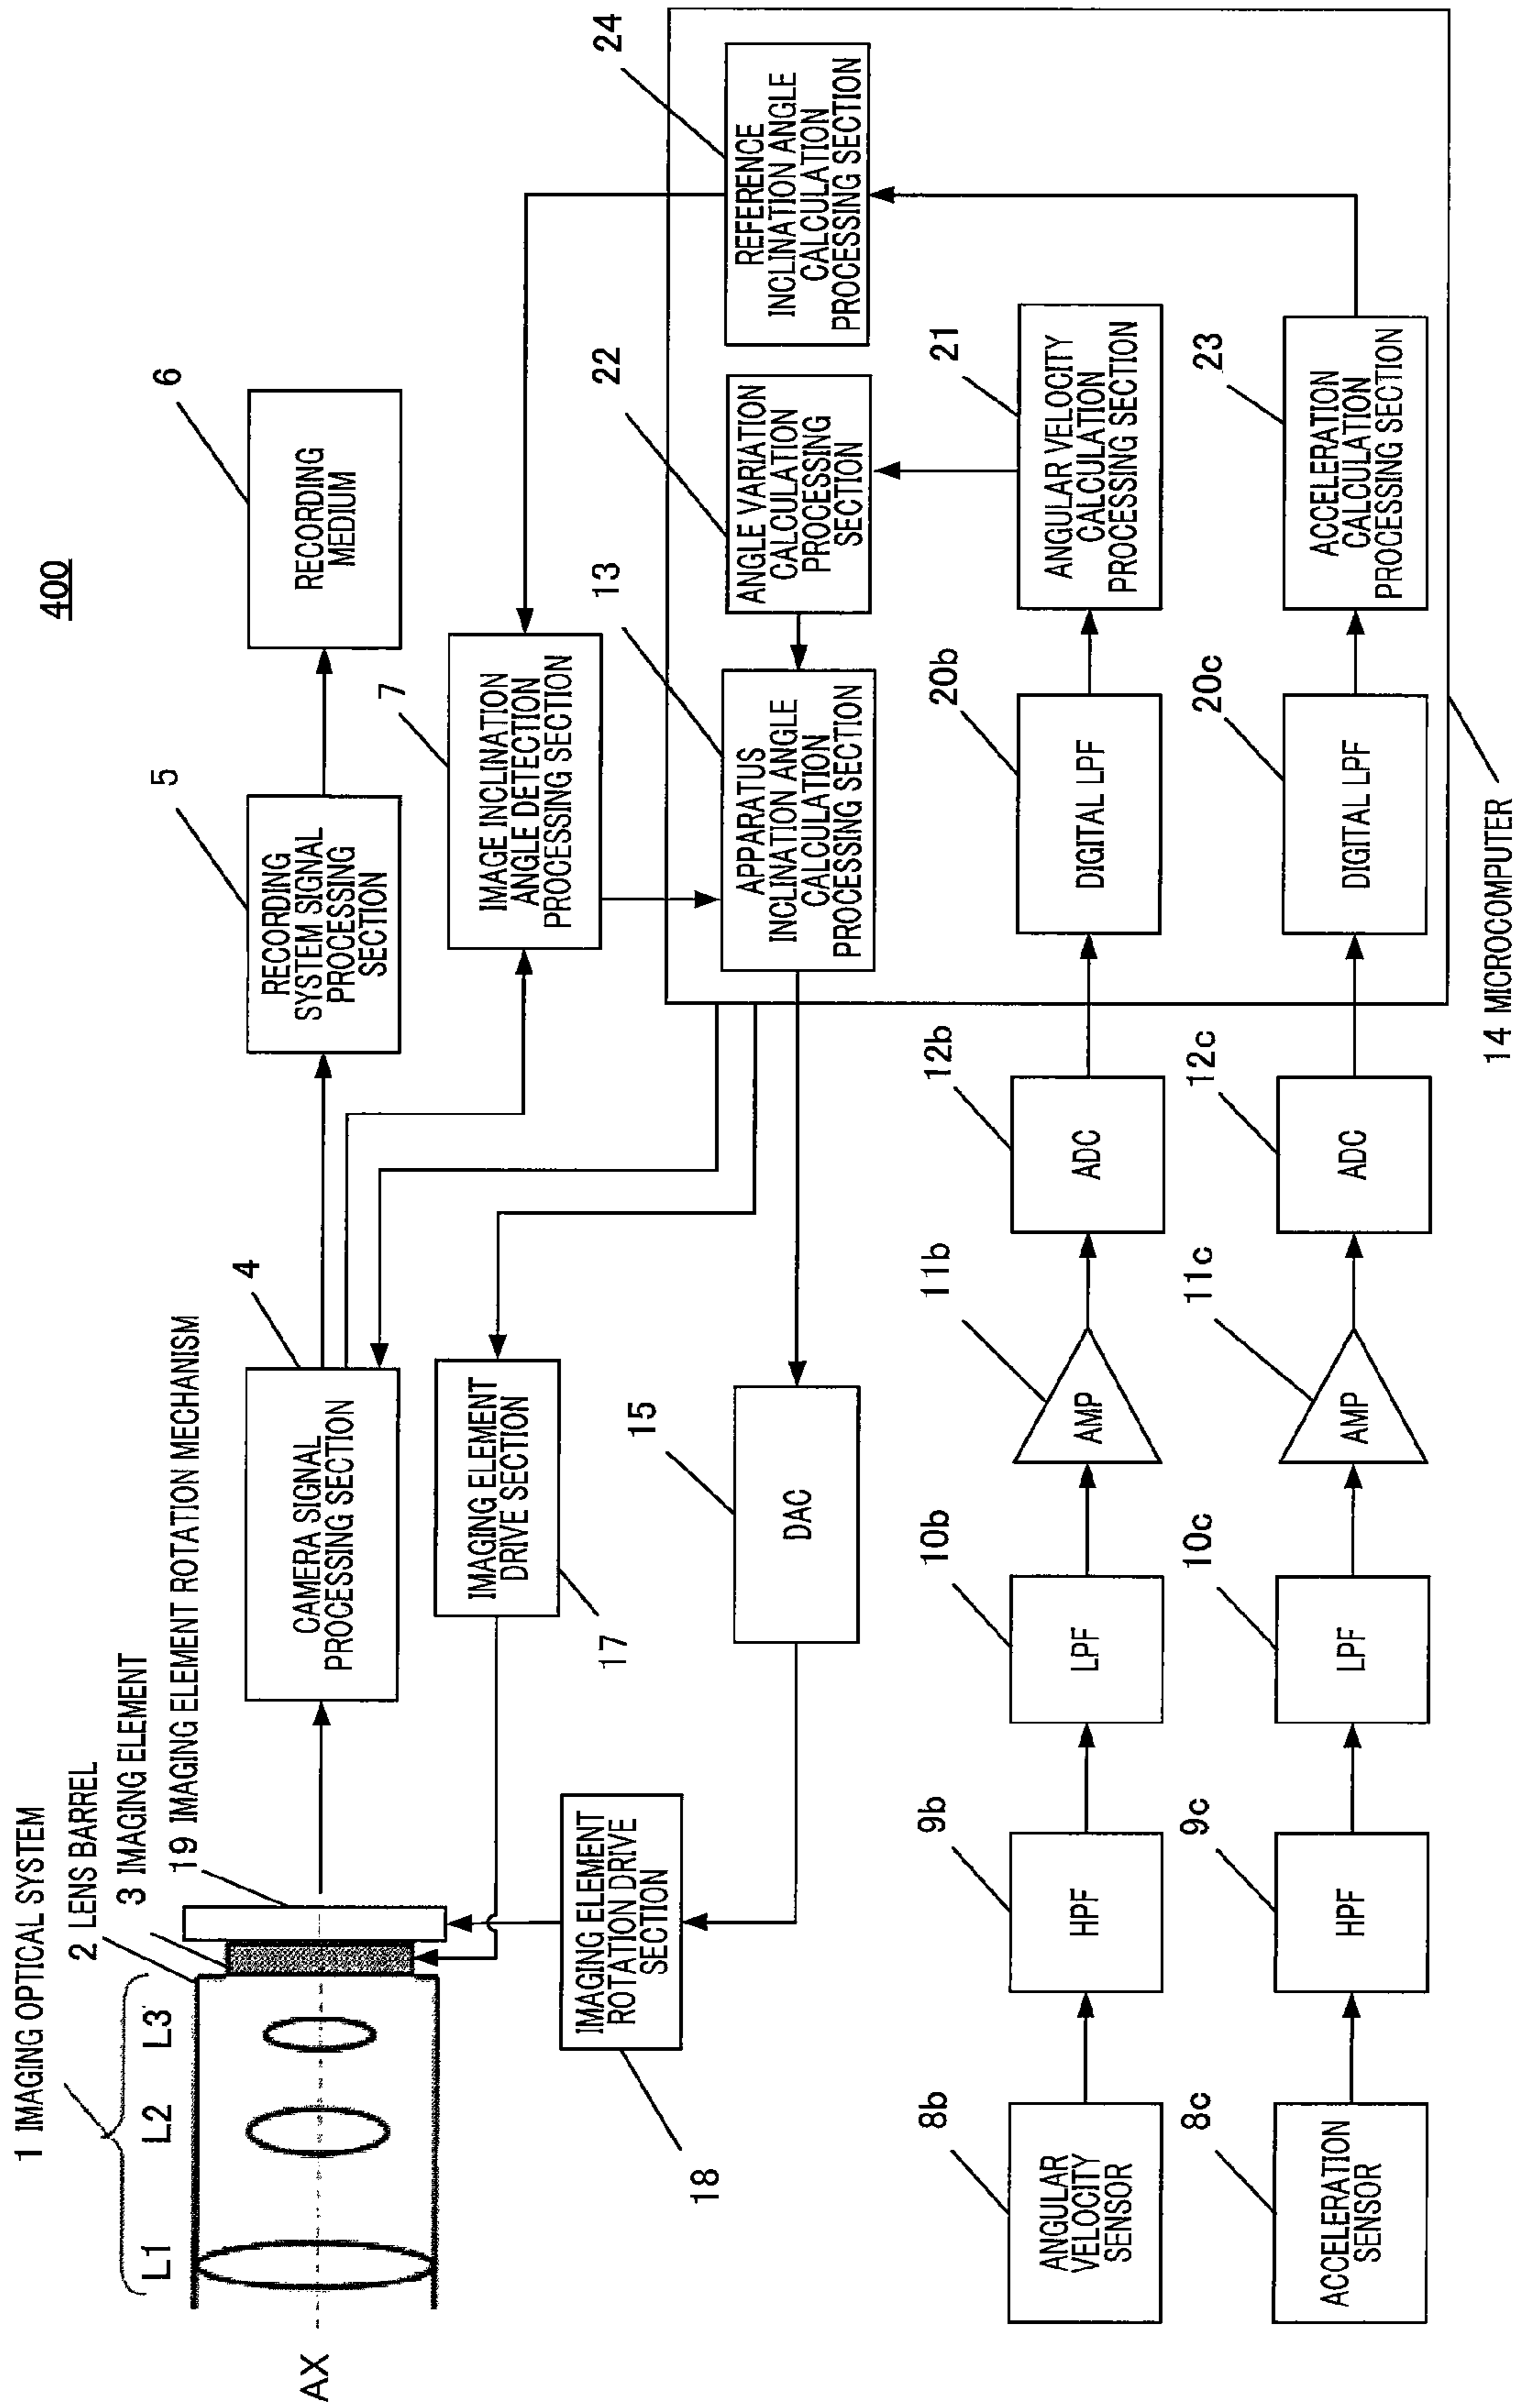 400
1 IMAGING OPTICAL SYSTEM
2 LENS BARREL
3 IMAGING ELEMENT
19 IMAGING ELEMENT ROTATION MECHANISM
L1
L2
L3
AX
4
CAMERA SIGNAL
PROCESSING SECTION
5
RECORDING
SYSTEM SIGNAL
PROCESSING
SECTION
6
RECORDING
MEDIUM
IMAGING ELEMENT
DRIVE SECTION
17
7
IMAGE INCLINATION
ANGLE DETECTION
PROCESSING SECTION
IMAGING ELEMENT
ROTATION DRIVE
SECTION
18
15
DAC
13
APPARATUS
INCLINATION ANGLE
CALCULATION
PROCESSING SECTION
22
ANGLE VARIATION
CALCULATION
PROCESSING
SECTION
24
REFERENCE
INCLINATION ANGLE
CALCULATION
PROCESSING SECTION
8b
ANGULAR
VELOCITY
SENSOR
9b
HPF
10b
LPF
11b
AMP
12b
ADC
20b
DIGITAL LPF
21
ANGULAR VELOCITY
CALCULATION
PROCESSING SECTION
8c
ACCELERATION
SENSOR
9c
HPF
10c
LPF
11c
AMP
12c
ADC
20c
DIGITAL LPF
23
ACCELERATION
CALCULATION
PROCESSING SECTION
14 MICROCOMPUTER